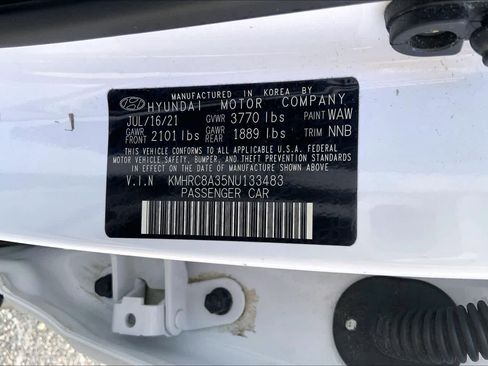 MANUFACTURED IN KOREA BY
HYUNDAI MOTOR COMPANY
JUL/16/21 GVWR 3770 lbs PAINT WAW
GAWR FRONT 2101 lbs GAWR REAR 1889 lbs TRIM NNB
THIS VEHICLE CONFORMS TO ALL APPLICABLE U.S. FEDERAL
MOTOR VEHICLE SAFETY, BUMPER, AND THEFT PREVENTION STANDARDS
IN EFFECT ON THE DATE OF MANUFACTURE SHOWN ABOVE.
V.I.N KMHRC8A35NU133483
PASSENGER CAR